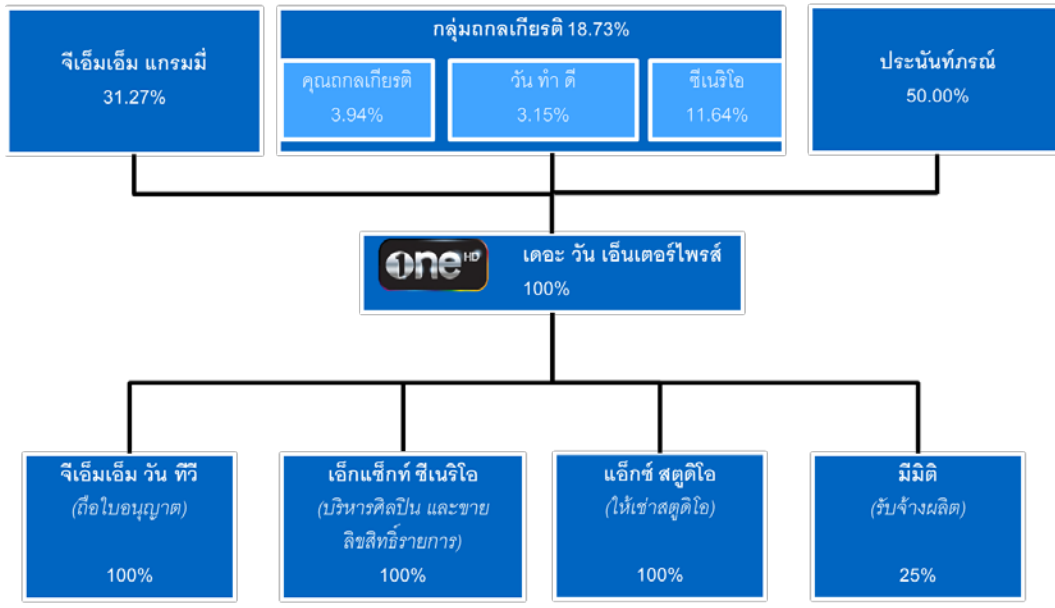 จีเอ็มเอ็ม แกรมมี่
31.27%
กลุ่มถกลเกียรติ 18.73%
คุณถกลเกียรติ
3.94%
วัน ทำ ดี
3.15%
ซีเนริโอ
11.64%
ประนันท์ภรณ์
50.00%
one HD
เดอะ วัน เอ็นเตอร์ไพรส์
100%
จีเอ็มเอ็ม วัน ทีวี
(ถือใบอนุญาต)
100%
เอ็กแซ็กท์ ซีเนริโอ
(บริหารศิลปิน และขาย
ลิขสิทธิ์รายการ)
100%
แอ็กซ์ สตูดิโอ
(ให้เช่าสตูดิโอ)
100%
มีมิติ
(รับจ้างผลิต)
25%